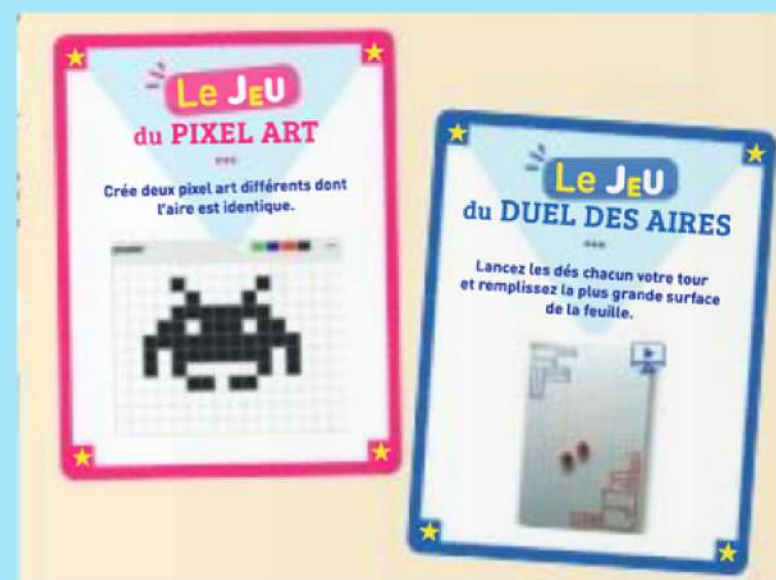 Le JEU
du PIXEL ART
Crée deux pixel art différents dont
l'aire est identique.
Le JEU
du DUEL DES AIRES
Lancez les dés chacun votre tour
et remplissez la plus grande surface
de la feuille.